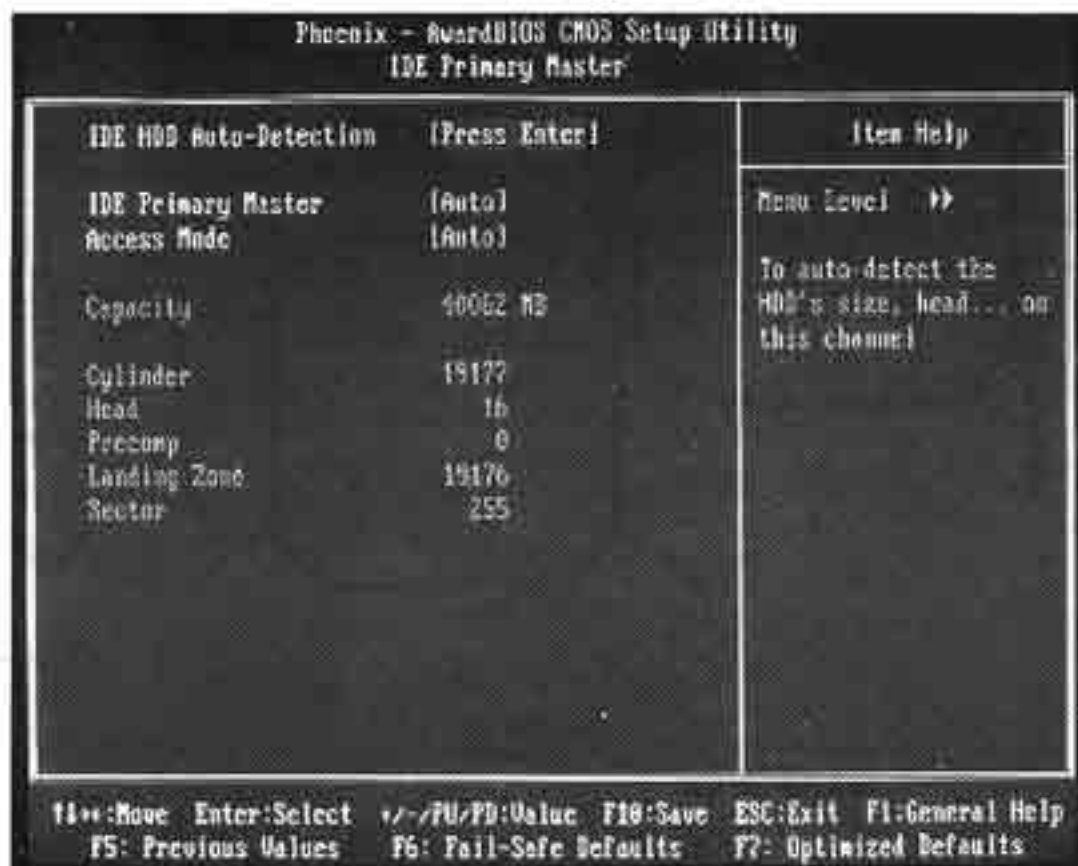 Phoenix - AwardBIOS CMOS Setup Utility
IDE Primary Master
IDE HDD Auto-Detection [Press Enter]
Item Help
IDE Primary Master [Auto]
Access Mode [Auto]
Menu Level ▸▸
To auto-detect the
HDD's size, head... on
this channel
Capacity 40062 MB
Cylinder 19177
Head 16
Precomp 0
Landing Zone 19176
Sector 255
↑↓→←:Move Enter:Select +/-/PU/PD:Value F10:Save ESC:Exit F1:General Help
F5: Previous Values F6: Fail-Safe Defaults F7: Optimized Defaults